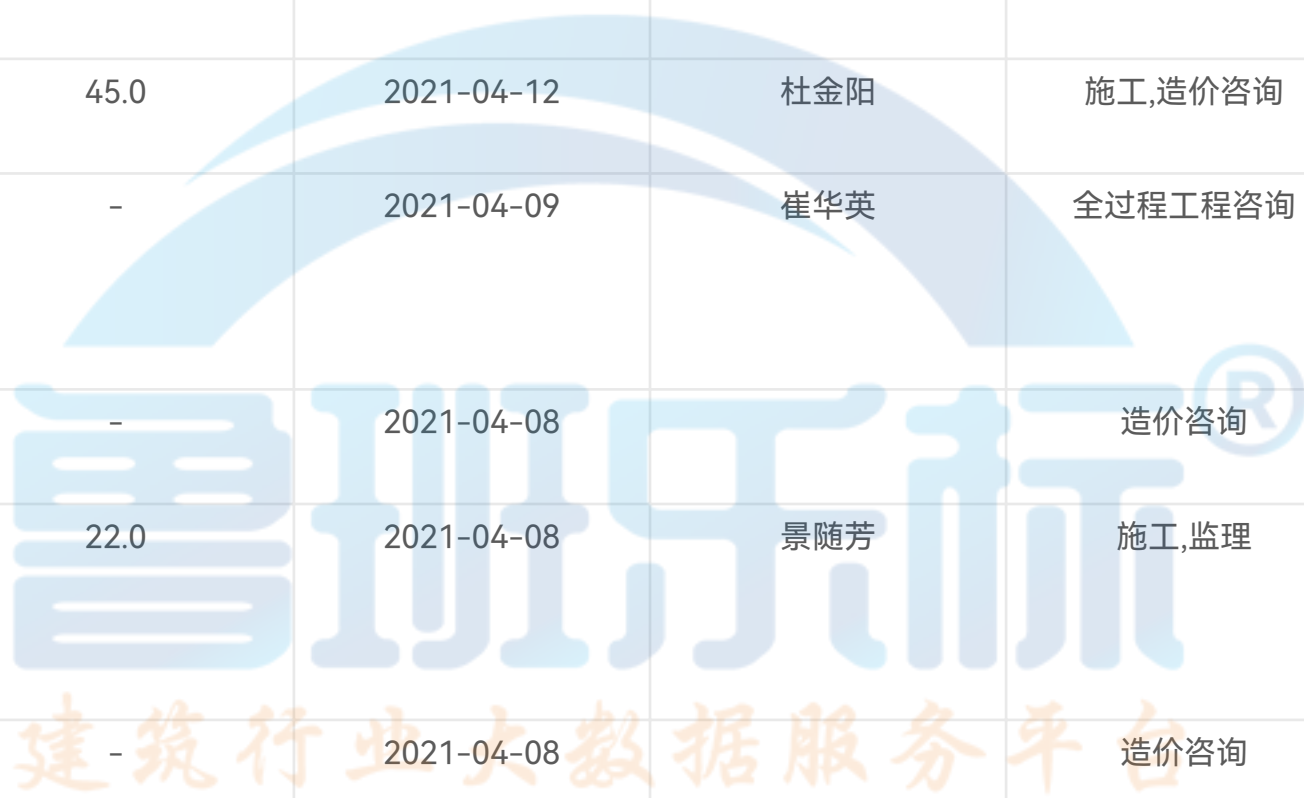 45.0 2021-04-12 杜金阳 施工,造价咨询
- 2021-04-09 崔华英 全过程工程咨询
- 2021-04-08 造价咨询
22.0 2021-04-08 景随芳 施工,监理
- 2021-04-08 造价咨询
鲁班乐标®
建筑行业大数据服务平台